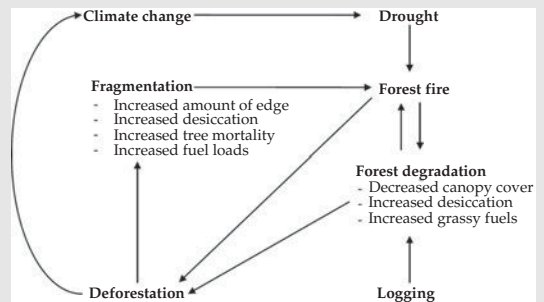 Climate change
Drought
Fragmentation
- Increased amount of edge
- Increased desiccation
- Increased tree mortality
- Increased fuel loads
Forest fire
Forest degradation
- Decreased canopy cover
- Increased desiccation
- Increased grassy fuels
Deforestation
Logging